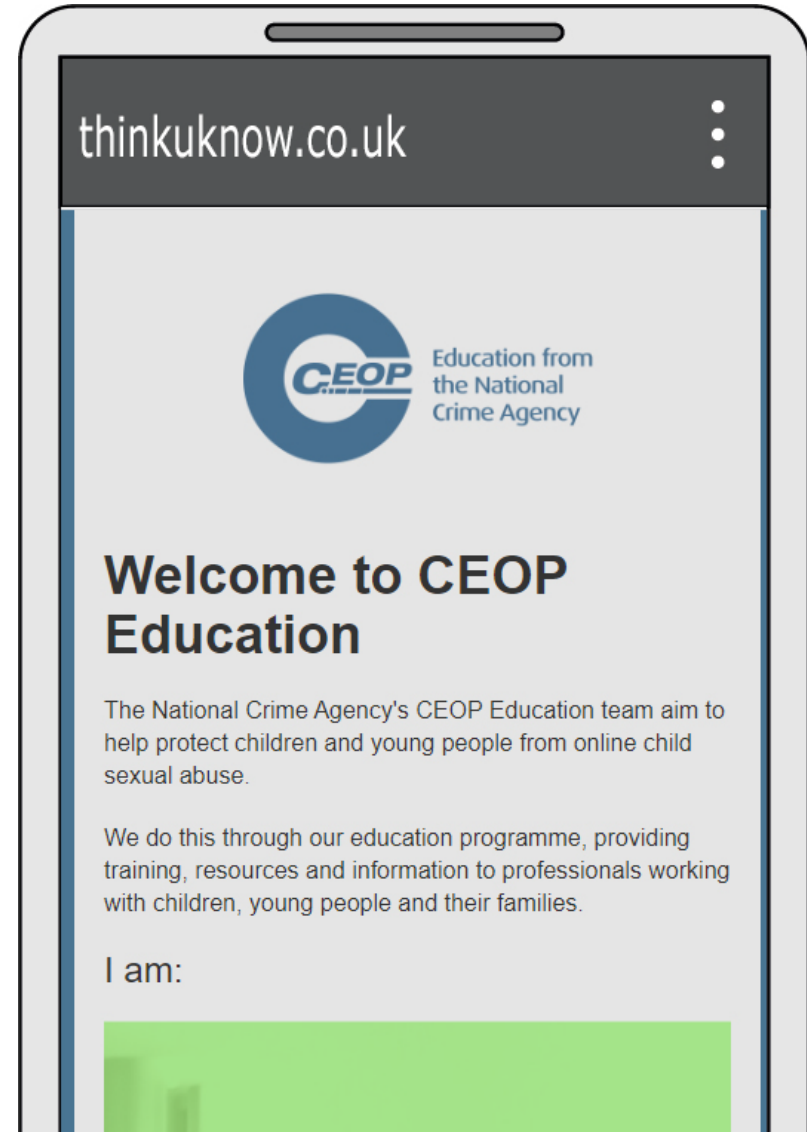 thinkuknow.co.uk
CEOP
Education from
the National
Crime Agency
Welcome to CEOP
Education
The National Crime Agency's CEOP Education team aim to
help protect children and young people from online child
sexual abuse.
We do this through our education programme, providing
training, resources and information to professionals working
with children, young people and their families.
I am: